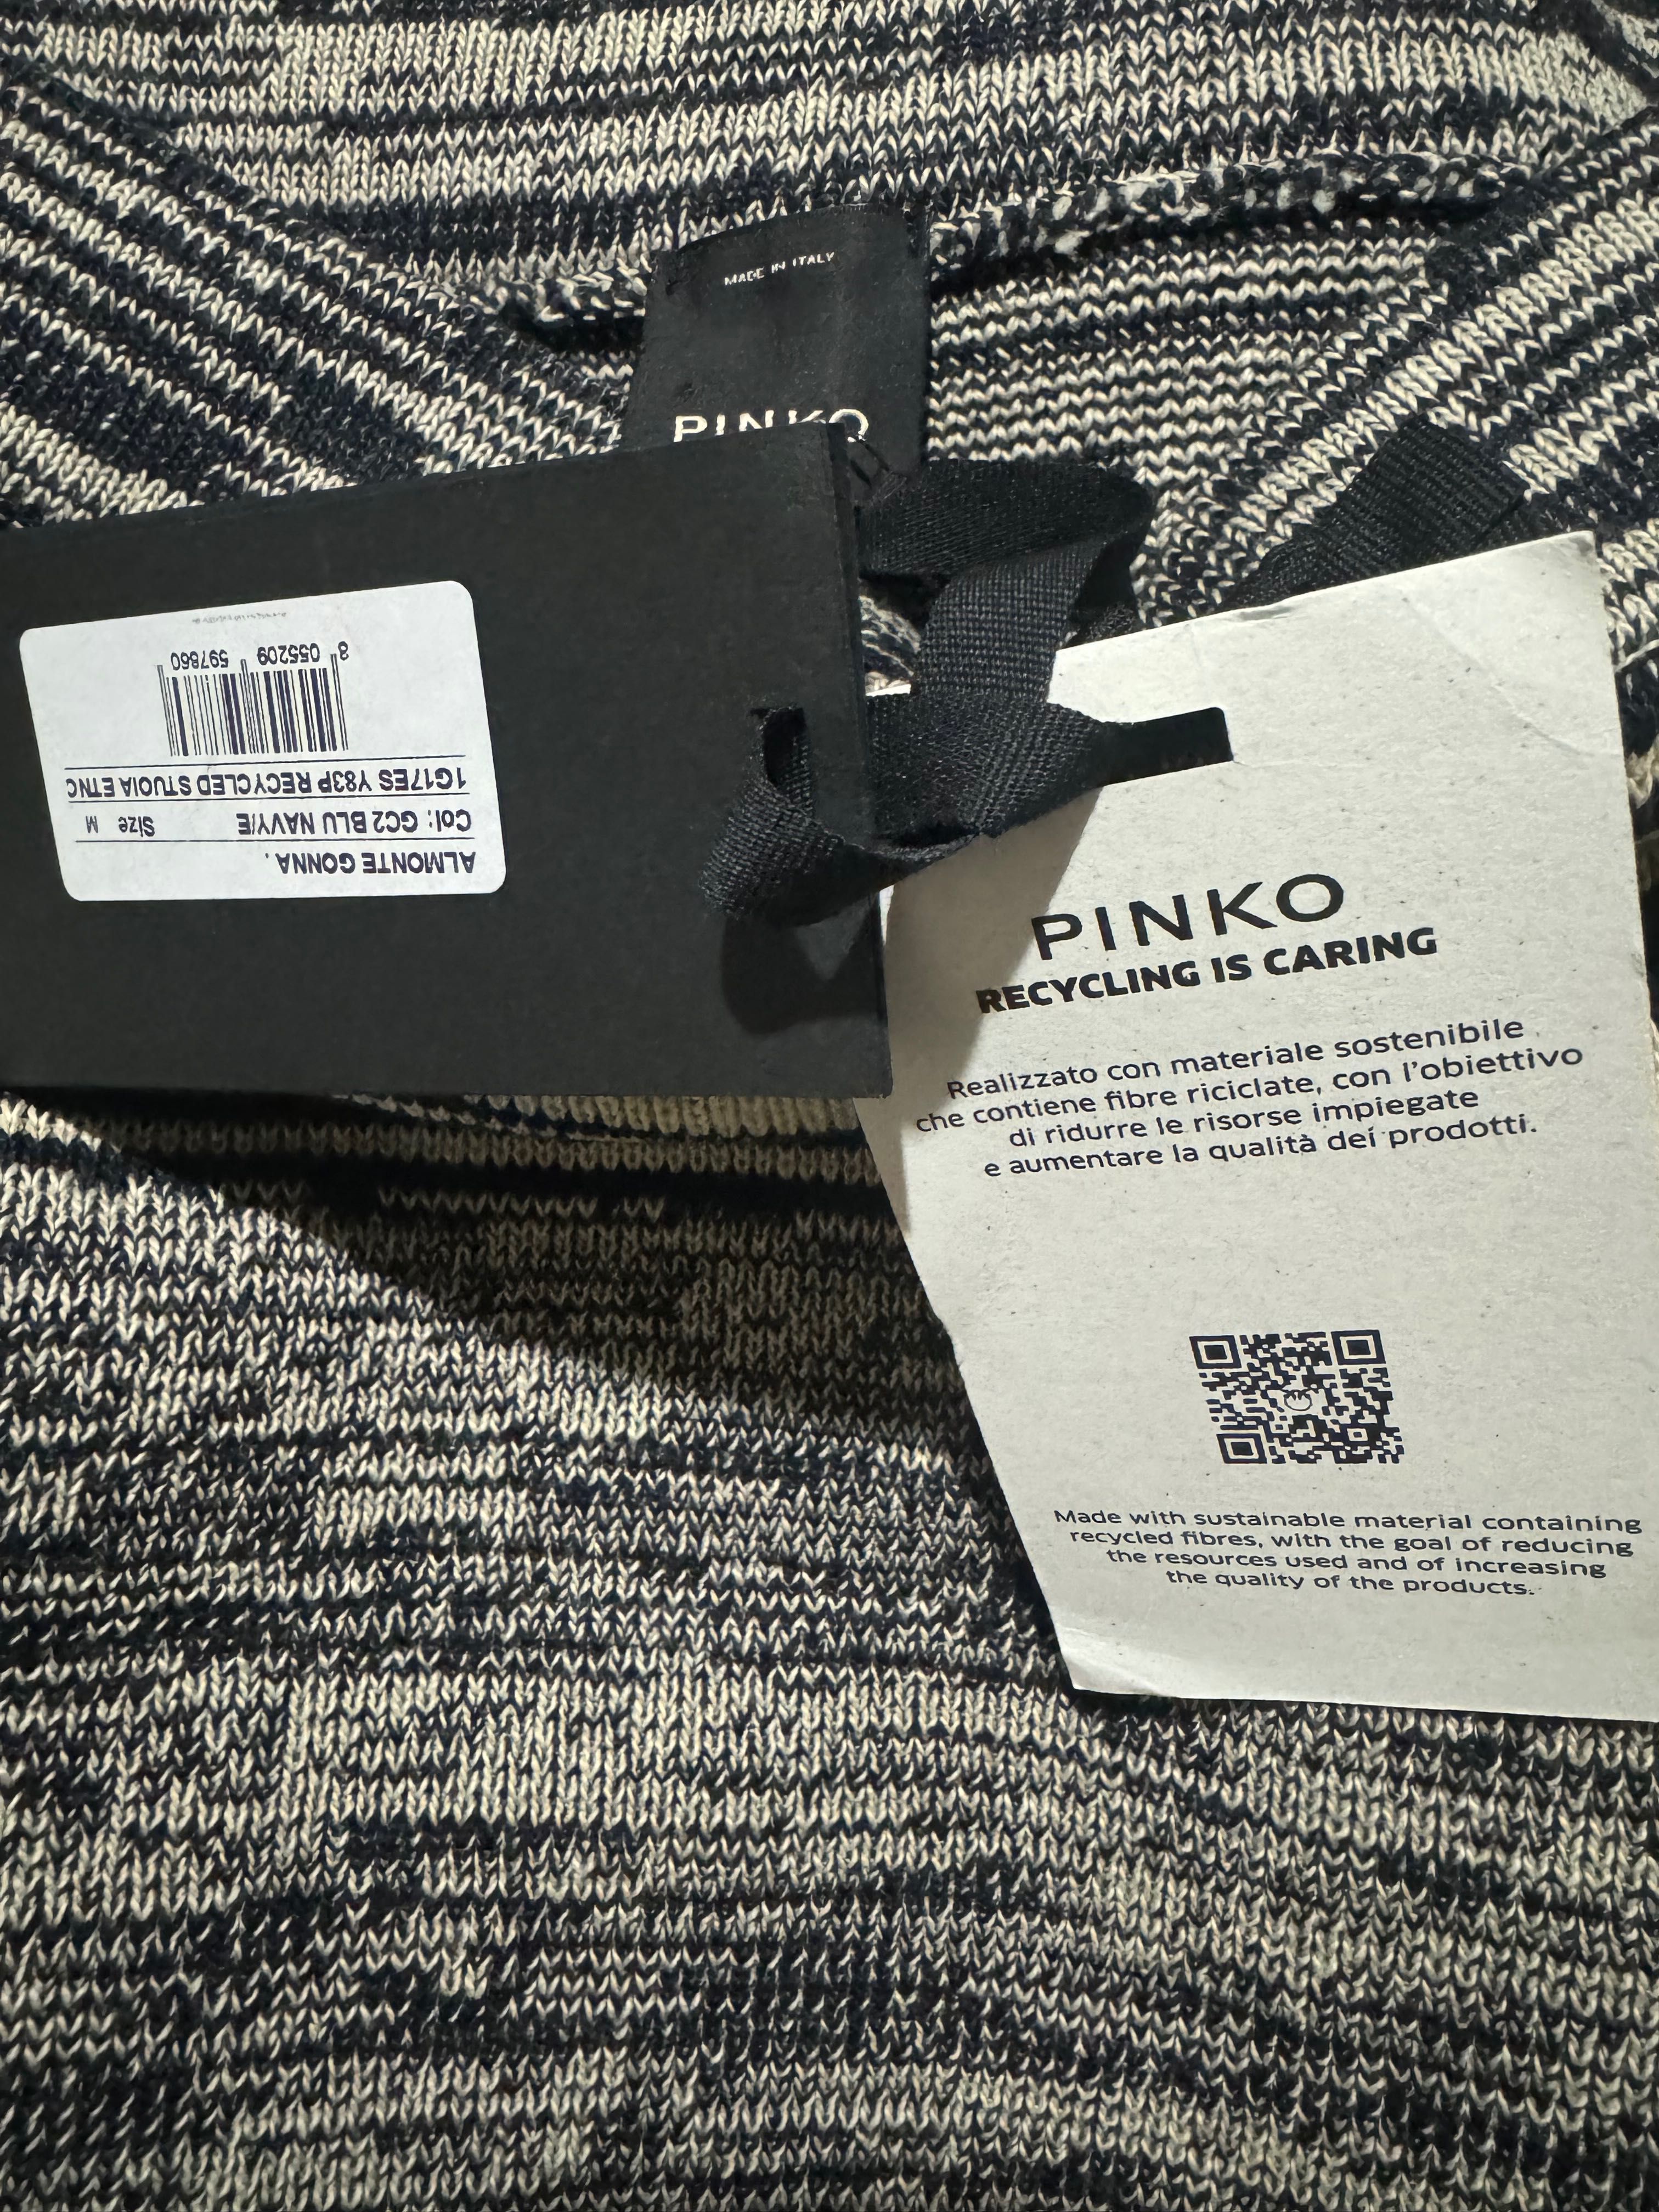 MADE IN ITALY
PINKO
ALMONTE GONNA .
Col: GC2 BLU NAVY/E Size M
1G17ES Y83P RECYCLED STUOIA ETNC
8 055209 597860
PINKO
RECYCLING IS CARING
Realizzato con materiale sostenibile
che contiene fibre riciclate, con l'obiettivo
di ridurre le risorse impiegate
e aumentare la qualità dei prodotti.
Made with sustainable material containing
recycled fibres, with the goal of reducing
the resources used and of increasing
the quality of the products.